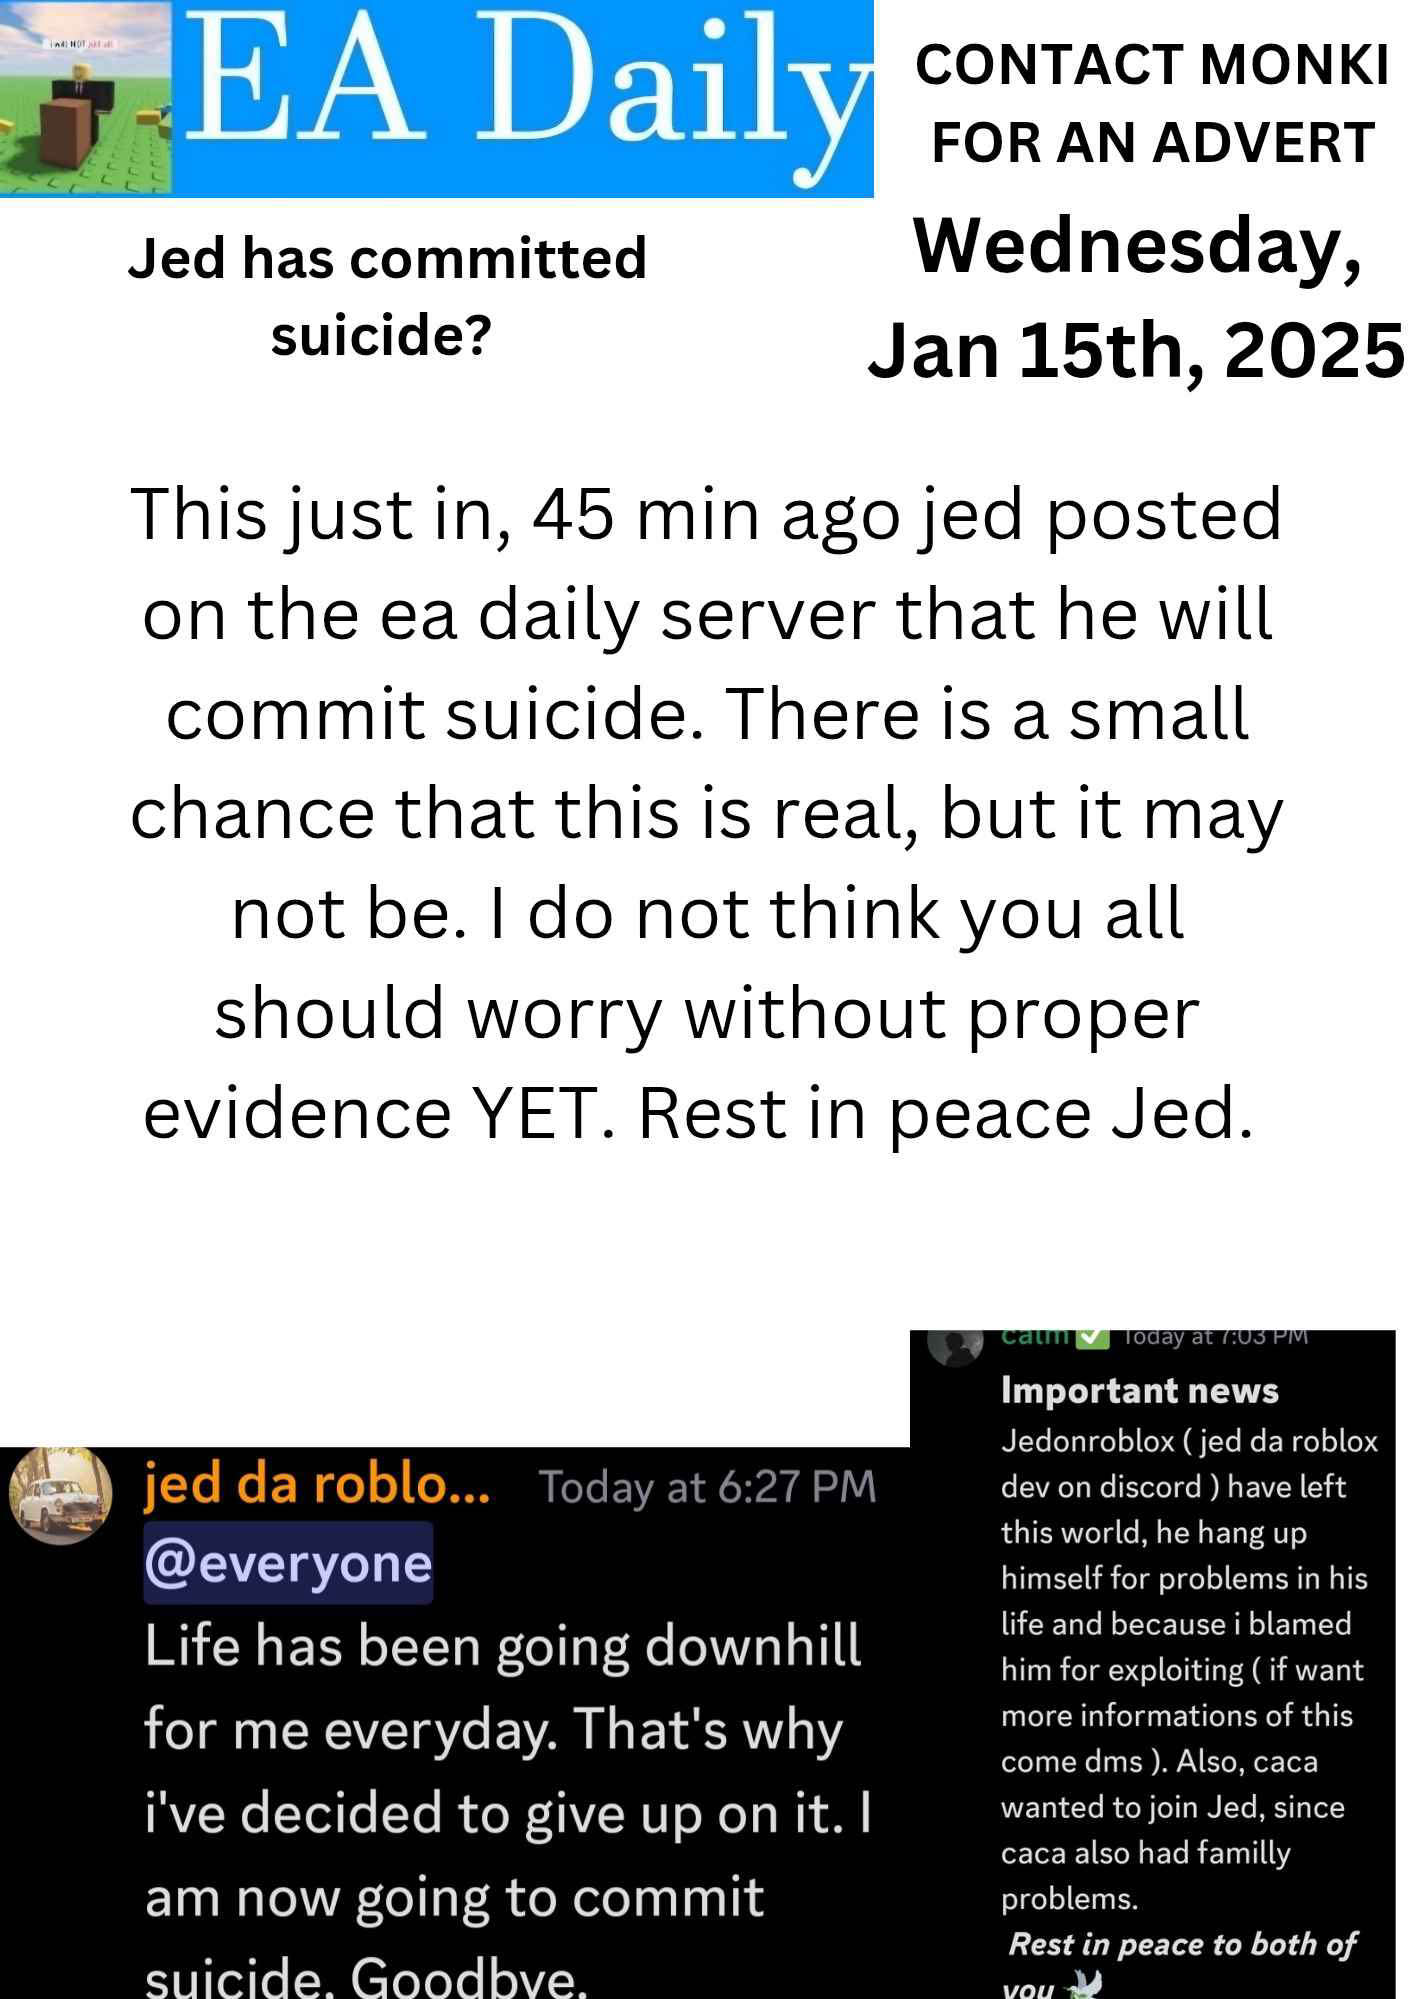 i was NOT
EA Daily
CONTACT MONKI
FOR AN ADVERT
Wednesday,
Jan 15th, 2025
Jed has committed
suicide?
This just in, 45 min ago jed posted
on the ea daily server that he will
commit suicide. There is a small
chance that this is real, but it may
not be. I do not think you all
should worry without proper
evidence YET. Rest in peace Jed.
jed da roblo... Today at 6:27 PM
@everyone
Life has been going downhill
for me everyday. That's why
i've decided to give up on it. I
am now going to commit
suicide. Goodbye.
calm Today at 7:03 PM
Important news
Jedonroblox ( jed da roblox
dev on discord ) have left
this world, he hang up
himself for problems in his
life and because i blamed
him for exploiting ( if want
more informations of this
come dms ). Also, caca
wanted to join Jed, since
caca also had familly
problems.
Rest in peace to both of
you 🕊️